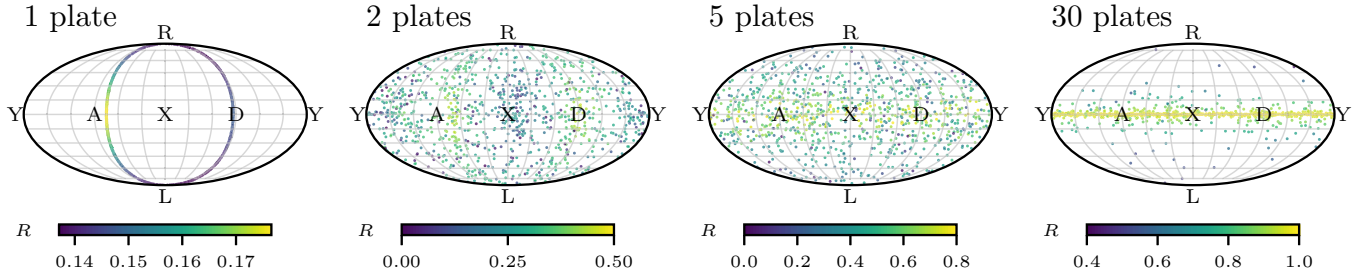 1 plate
2 plates
5 plates
30 plates
R
R
R
R
Y A X D Y
Y A X D Y
Y A X D Y
Y A X D Y
L
L
L
L
R
0.14 0.15 0.16 0.17
R
0.00 0.25 0.50
R
0.0 0.2 0.4 0.6 0.8
R
0.4 0.6 0.8 1.0